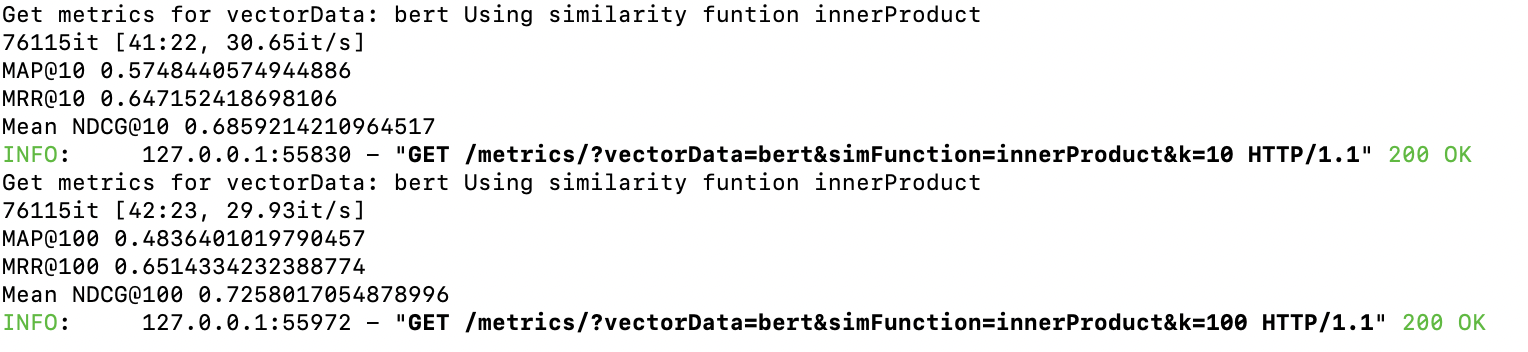 Get metrics for vectorData: bert Using similarity funtion innerProduct
76115it [41:22, 30.65it/s]
MAP@10 0.5748440574944886
MRR@10 0.647152418698106
Mean NDCG@10 0.6859214210964517
INFO:     127.0.0.1:55830 – "GET /metrics/?vectorData=bert&simFunction=innerProduct&k=10 HTTP/1.1" 200 OK
Get metrics for vectorData: bert Using similarity funtion innerProduct
76115it [42:23, 29.93it/s]
MAP@100 0.4836401019790457
MRR@100 0.6514334232388774
Mean NDCG@100 0.7258017054878996
INFO:     127.0.0.1:55972 – "GET /metrics/?vectorData=bert&simFunction=innerProduct&k=100 HTTP/1.1" 200 OK